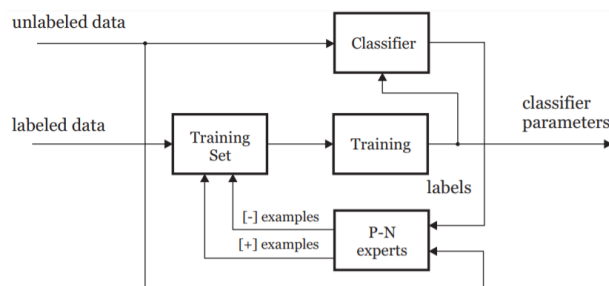 unlabeled data
Classifier
labeled data
Training
Set
Training
classifier
parameters
labels
[-] examples
[+] examples
P-N
experts